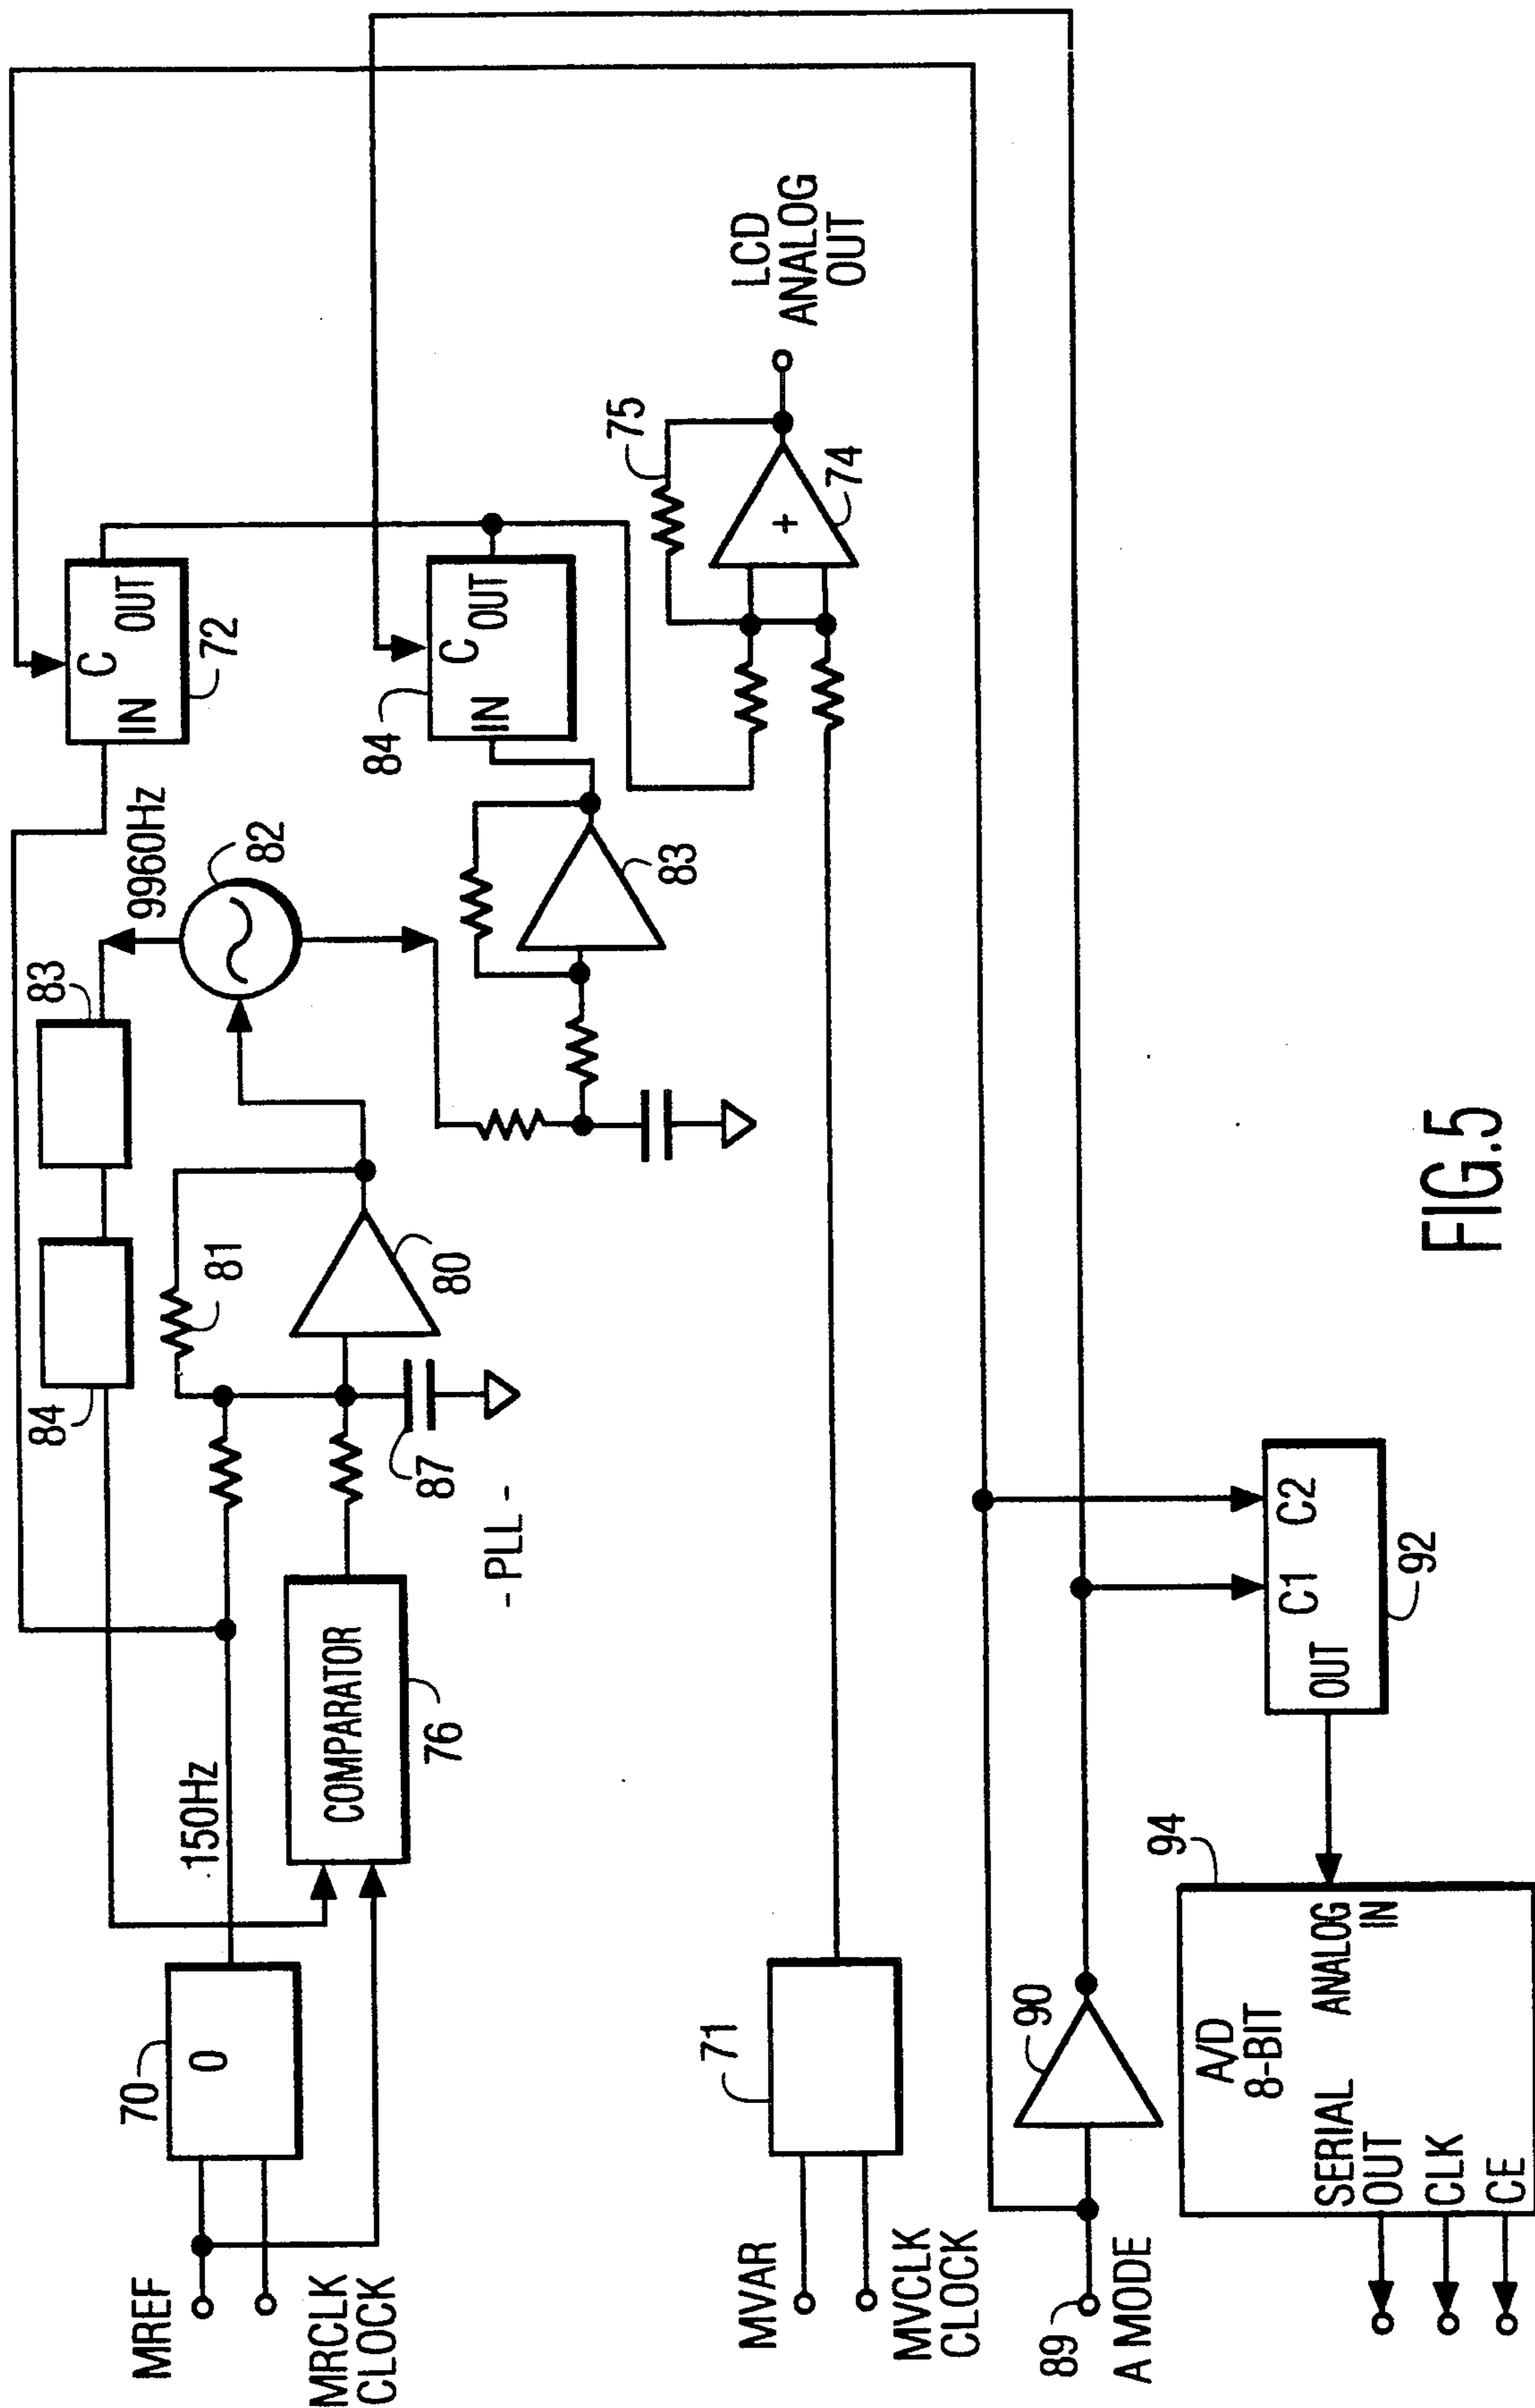 MREF
MRCLK
CLOCK
70
0
150Hz
COMPARATOR
76
- PLL -
87
84
81
80
83
9960Hz
82
C
IN
OUT
72
84
C
IN
OUT
83
75
+
74
LCD
ANALOG
OUT
MVAR
MVCLK
CLOCK
71
89
A MODE
90
C1
C2
OUT
92
94
A/D
8-BIT
ANALOG
IN
SERIAL
OUT
CLK
CE
FIG.5